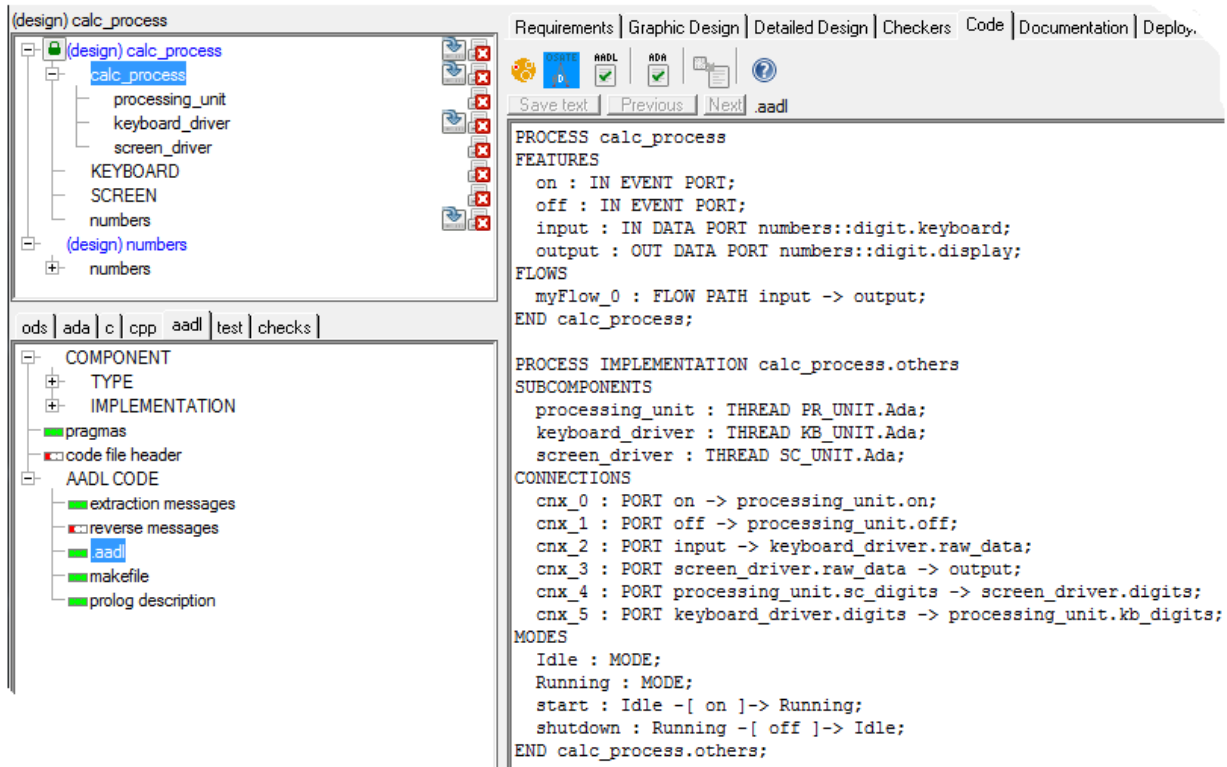 (design) calc_process
(design) calc_process
calc_process
processing_unit
keyboard_driver
screen_driver
KEYBOARD
SCREEN
numbers
(design) numbers
numbers
ods ada c cpp aadl test checks
COMPONENT
TYPE
IMPLEMENTATION
pragmas
code file header
AADL CODE
extraction messages
reverse messages
.aadl
makefile
prolog description
Requirements Graphic Design Detailed Design Checkers Code Documentation Deploy.
OSATE AADL ADA
D
Save text Previous Next .aadl
PROCESS calc_process
FEATURES
on : IN EVENT PORT;
off : IN EVENT PORT;
input : IN DATA PORT numbers::digit.keyboard;
output : OUT DATA PORT numbers::digit.display;
FLOWS
myFlow_0 : FLOW PATH input -> output;
END calc_process;
PROCESS IMPLEMENTATION calc_process.others
SUBCOMPONENTS
processing_unit : THREAD PR_UNIT.Ada;
keyboard_driver : THREAD KB_UNIT.Ada;
screen_driver : THREAD SC_UNIT.Ada;
CONNECTIONS
cnx_0 : PORT on -> processing_unit.on;
cnx_1 : PORT off -> processing_unit.off;
cnx_2 : PORT input -> keyboard_driver.raw_data;
cnx_3 : PORT screen_driver.raw_data -> output;
cnx_4 : PORT processing_unit.sc_digits -> screen_driver.digits;
cnx_5 : PORT keyboard_driver.digits -> processing_unit.kb_digits;
MODES
Idle : MODE;
Running : MODE;
start : Idle -[ on ]-> Running;
shutdown : Running -[ off ]-> Idle;
END calc_process.others;